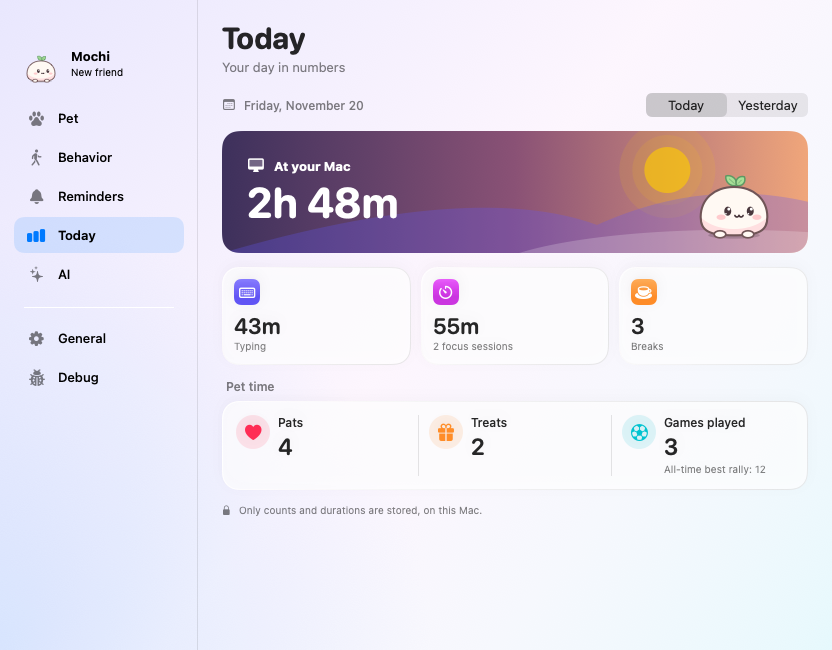 Mochi
New friend
Pet
Behavior
Reminders
Today
AI
General
Debug
Today
Your day in numbers
Friday, November 20
Today
Yesterday
At your Mac
2h 48m
43m
Typing
55m
2 focus sessions
3
Breaks
Pet time
Pats
4
Treats
2
Games played
3
All-time best rally: 12
Only counts and durations are stored, on this Mac.